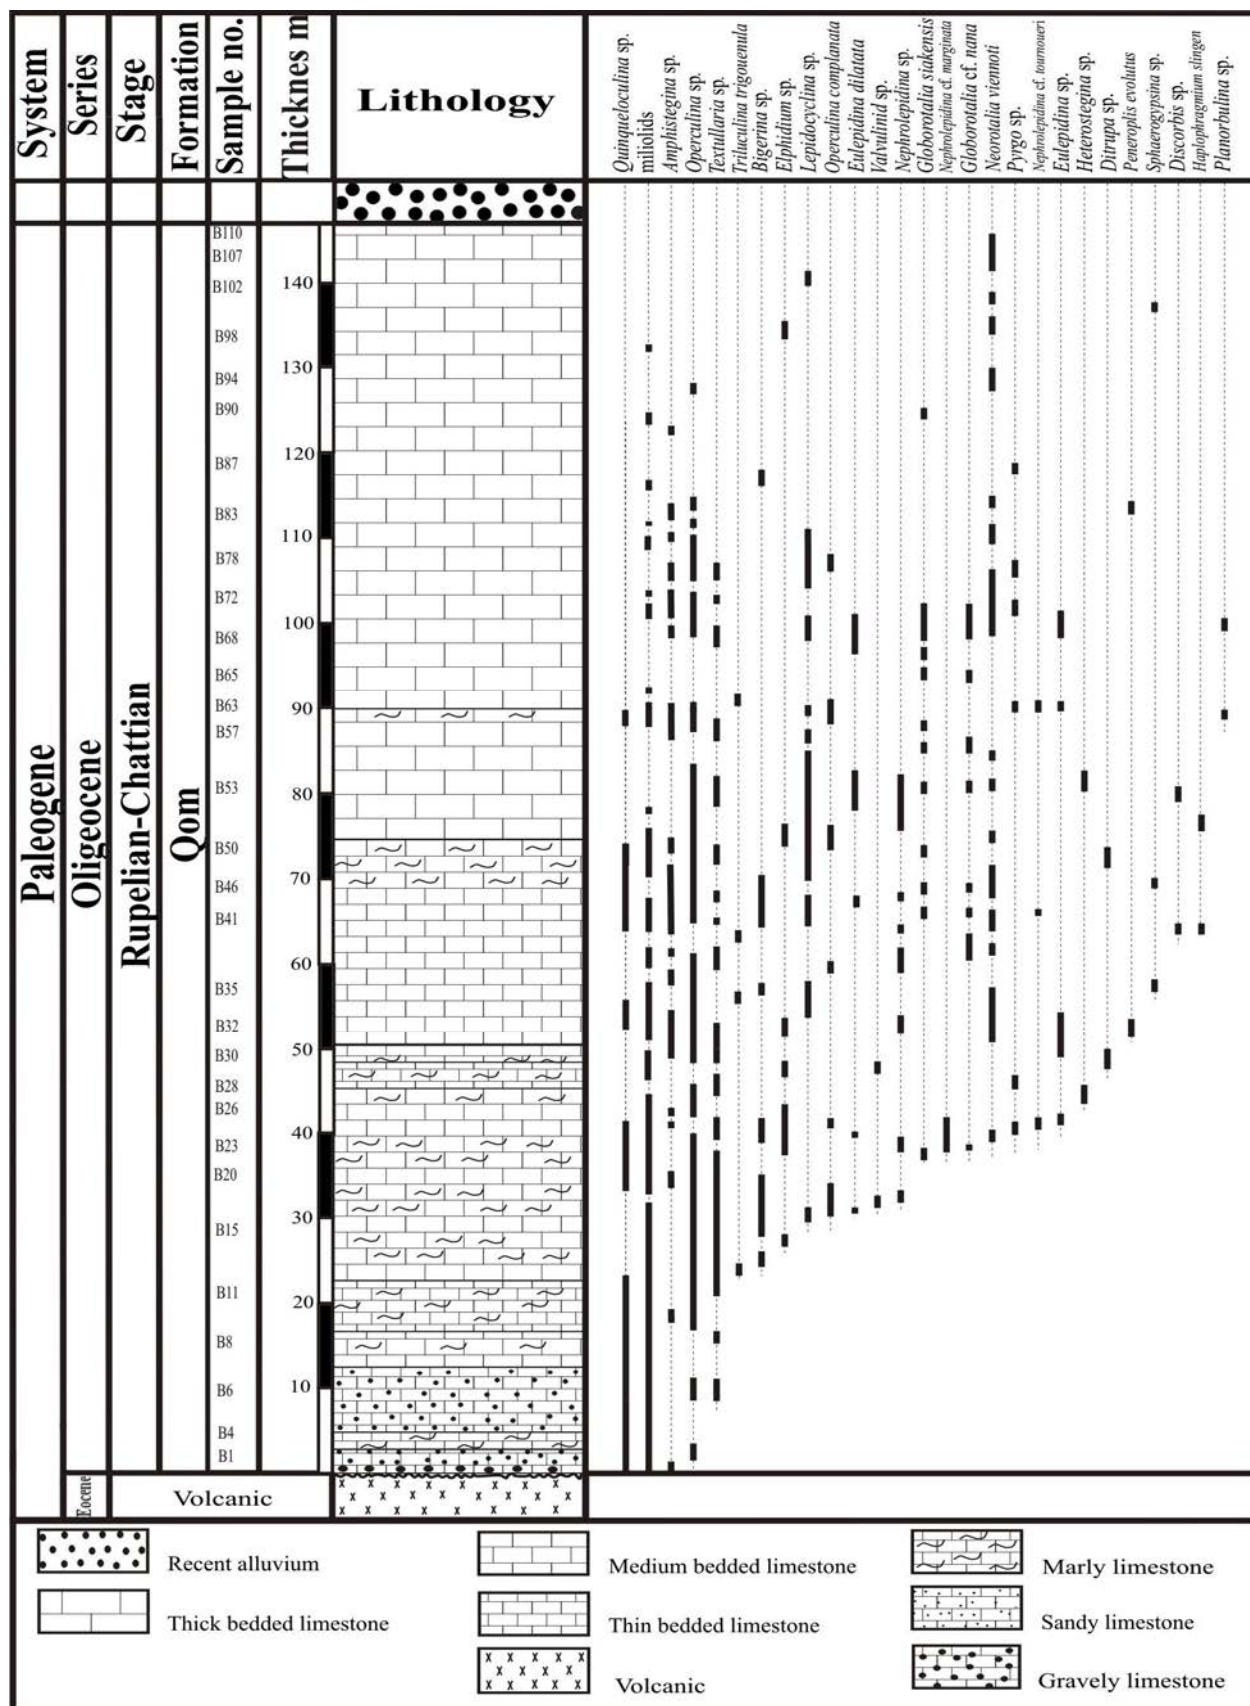 System
Series
Stage
Formation
Sample no.
Thicknes m
Lithology
Quinqueloculina sp.
miliolids
Amphistegina sp.
Operculina sp.
Textullaria sp.
Triluculina trigouenula
Bigerina sp.
Elphidium sp.
Lepidocyclina sp.
Operculina complanata
Eulepidina dilatata
Valvulinid sp.
Nephrolepidina sp.
Globorotalia siakensis
Nephrolepidina cf. marginata
Globorotalia cf. nana
Neorotalia viennoti
Pyrgo sp.
Nephrolepidina cf. tournoueri
Eulepidina sp.
Heterostegina sp.
Ditrupa sp.
Peneroplis evolutus
Sphaerogypsina sp.
Discorbis sp.
Haplophragmium slingen
Planorbulina sp.
Paleogene
Oligeocene
Rupelian-Chattian
Qom
B110
B107
B102
B98
B94
B90
B87
B83
B78
B72
B68
B65
B63
B57
B53
B50
B46
B41
B35
B32
B30
B28
B26
B23
B20
B15
B11
B8
B6
B4
B1
140
130
120
110
100
90
80
70
60
50
40
30
20
10
Eocene
Volcanic
Recent alluvium
Medium bedded limestone
Marly limestone
Thick bedded limestone
Thin bedded limestone
Sandy limestone
Volcanic
Gravely limestone